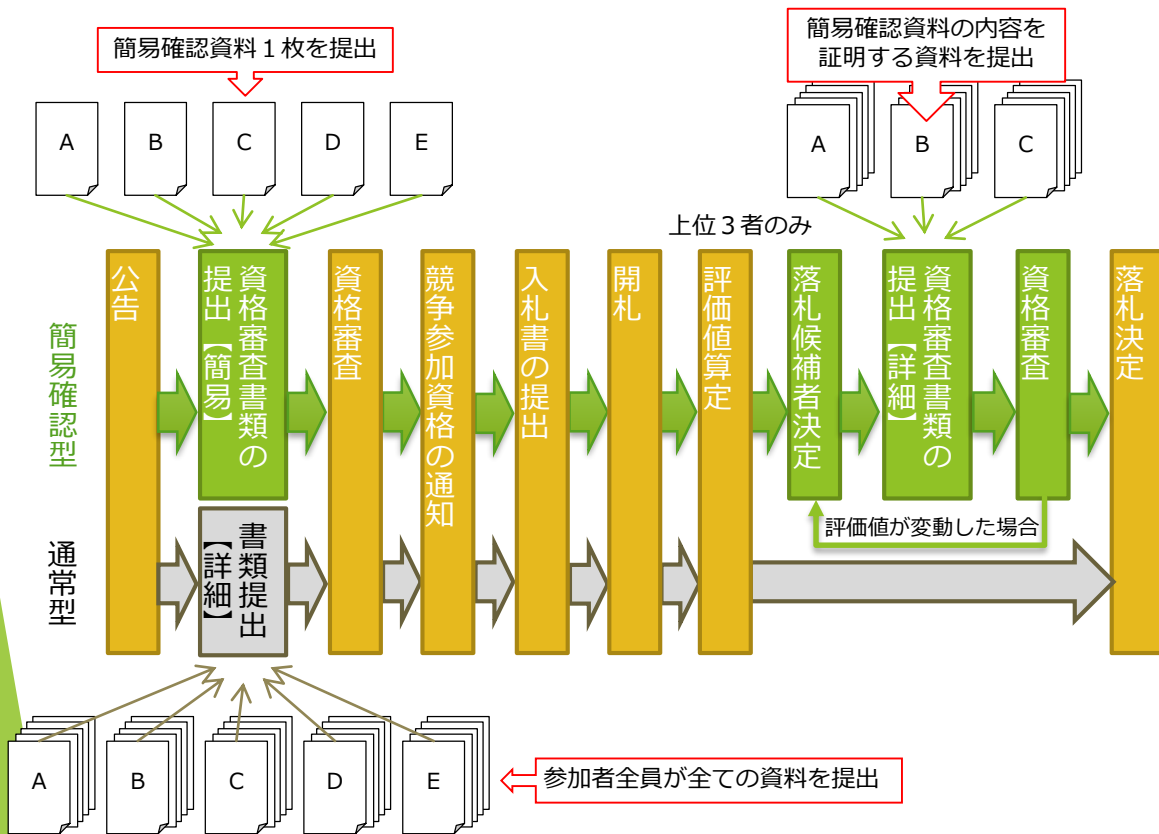 簡易確認資料1枚を提出
簡易確認資料の内容を
証明する資料を提出
A
B
C
D
E
A
B
C
上位3者のみ
簡易確認型
通常型
公告
資格審査書類の
提出【簡易】
書類提出
【詳細】
資格審査
競争参加資格の通知
入札書の提出
開札
評価値算定
落札候補者決定
資格審査書類の
提出【詳細】
資格審査
落札決定
評価値が変動した場合
A
B
C
D
E
参加者全員が全ての資料を提出